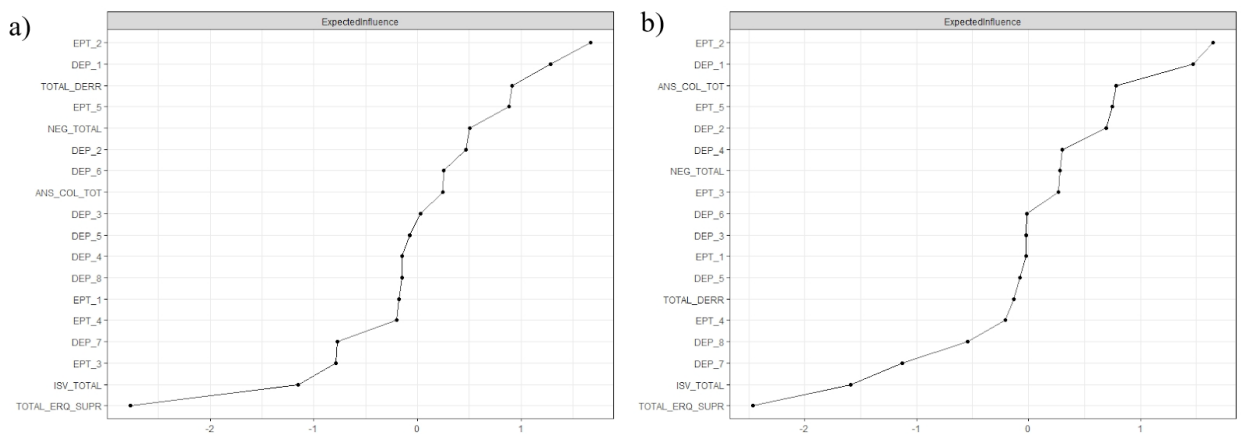 a)
ExpectedInfluence
EPT_2
DEP_1
TOTAL_DERR
EPT_5
NEG_TOTAL
DEP_2
DEP_6
ANS_COL_TOT
DEP_3
DEP_5
DEP_4
DEP_8
EPT_1
EPT_4
DEP_7
EPT_3
ISV_TOTAL
TOTAL_ERQ_SUPR
-2 -1 0 1
b)
ExpectedInfluence
EPT_2
DEP_1
ANS_COL_TOT
EPT_5
DEP_2
DEP_4
NEG_TOTAL
EPT_3
DEP_6
DEP_3
EPT_1
DEP_5
TOTAL_DERR
EPT_4
DEP_8
DEP_7
ISV_TOTAL
TOTAL_ERQ_SUPR
-2 -1 0 1